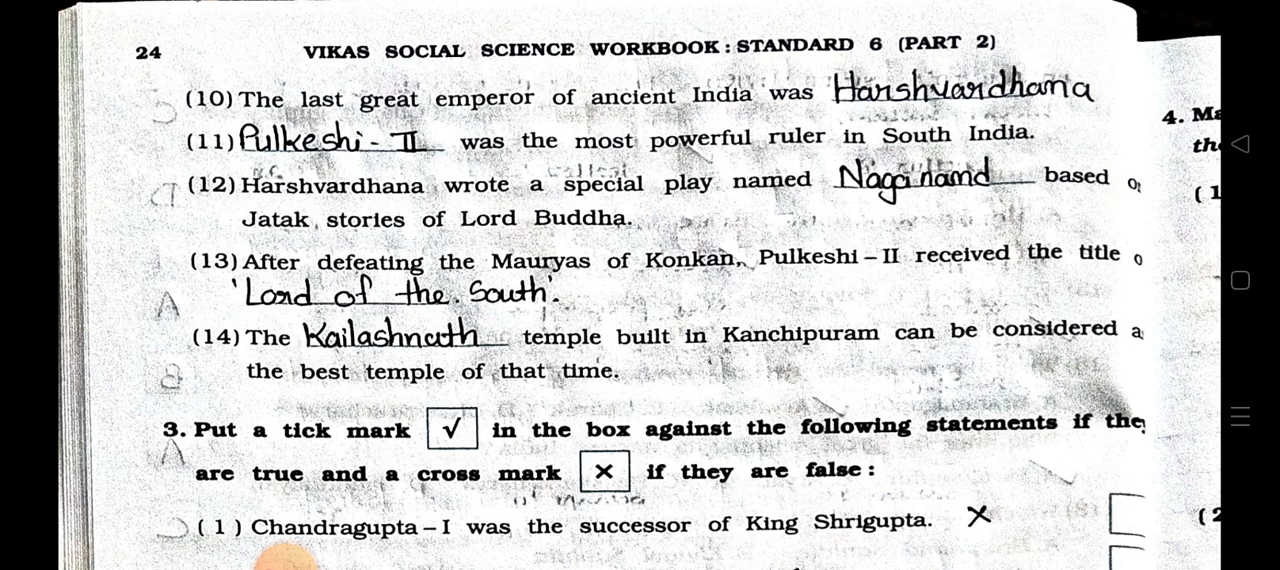 24 VIKAS SOCIAL SCIENCE WORKBOOK : STANDARD 6 (PART 2)
(10) The last great emperor of ancient India was Harshvardhana
(11) Pulkeshi - II was the most powerful ruler in South India.
(12) Harshvardhana wrote a special play named Naganamd based
Jatak stories of Lord Buddha.
(13) After defeating the Mauryas of Konkan, Pulkeshi – II received the title
'Lord of the South'.
(14) The Kailashnath temple built in Kanchipuram can be considered a
the best temple of that time.
3. Put a tick mark √ in the box against the following statements if the
are true and a cross mark × if they are false :
( 1 ) Chandragupta – I was the successor of King Shrigupta. ×
4. Ma
the
( 1
( 2